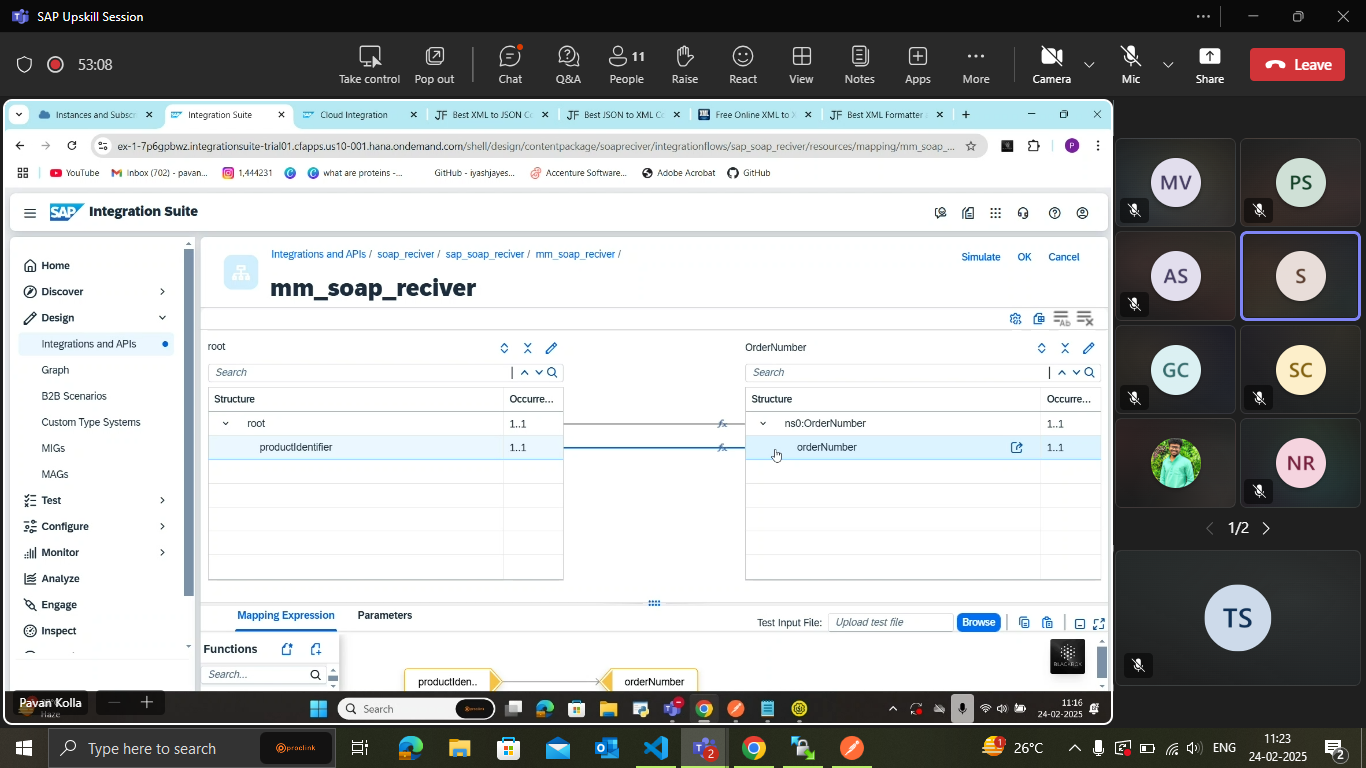 SAP Upskill Session
53:08
Take control
Pop out
Chat
Q&A
11
People
Raise
React
View
Notes
Apps
More
Camera
Mic
Share
Leave
Instances and Subsc
Integration Suite
Cloud Integration
Best XML to JSON C
Best JSON to XML C
Free Online XML to
Best XML Formatter
ex-1-7p6gpbwz.integrationsuite-trial01.cfapps.us10-001.hana.ondemand.com/shell/design/contentpackage/soapreciver/integrationflows/sap_soap_reciver/resources/mapping/mm_soap_...
YouTube
Inbox (702) - pavan...
1,444231
what are proteins -...
GitHub - iyashjayes...
Accenture Software...
Adobe Acrobat
GitHub
SAP Integration Suite
Home
Discover
Design
Integrations and APIs
Graph
B2B Scenarios
Custom Type Systems
MIGs
MAGs
Test
Configure
Monitor
Analyze
Engage
Inspect
Integrations and APIs / soap_reciver / sap_soap_reciver / mm_soap_reciver /
Simulate
OK
Cancel
mm_soap_reciver
root
Search
Structure
Occurre...
root
1..1
productIdentifier
1..1
fx
fx
OrderNumber
Search
Structure
Occurre...
ns0:OrderNumber
1..1
orderNumber
1..1
Mapping Expression
Parameters
Test Input File:
Upload test file
Browse
Functions
Search...
productIden..
orderNumber
BLACKBOX
Pavan Kolla
Haze
Search
11:16
24-02-2025
MV
PS
AS
S
GC
SC
NR
1/2
TS
Type here to search
proclink
2
1
26°C
ENG
11:23
24-02-2025
2